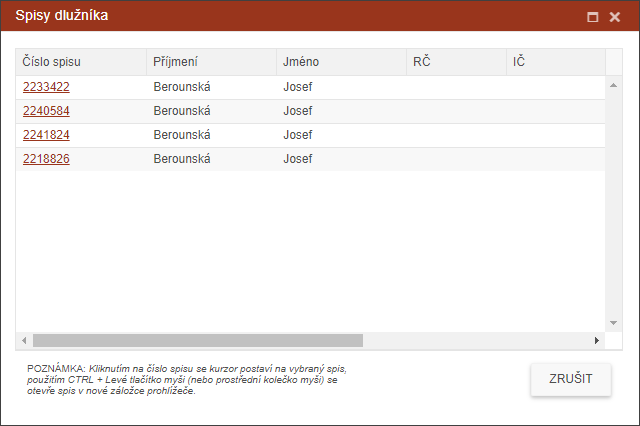 Spisy dlužníka
Číslo spisu Příjmení Jméno RČ IČ
2233422 Berounská Josef
2240584 Berounská Josef
2241824 Berounská Josef
2218826 Berounská Josef
POZNÁMKA: Kliknutím na číslo spisu se kurzor postaví na vybraný spis,
použitím CTRL + Levé tlačítko myši (nebo prostřední kolečko myši) se
otevře spis v nové záložce prohlížeče.
ZRUŠIT